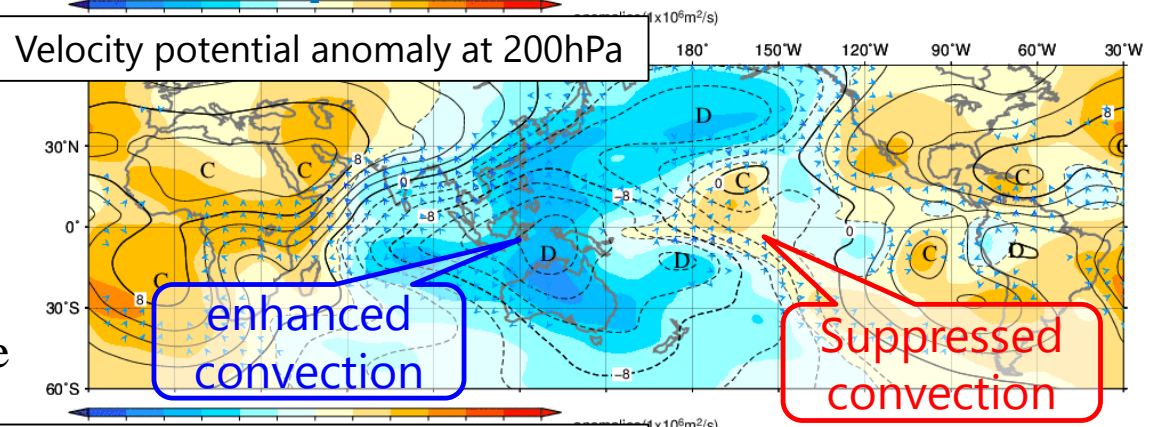 1x10⁶m²/s)
Velocity potential anomaly at 200hPa
180° 150°W 120°W 90°W 60°W 30°W
D
8
30°N
C C 8 C
0 0 C C
-8 -8
0° 0
D D C D
C
8
30°S
enhanced
convection
Suppressed
convection
e
-8
60°S
anomalies(1x10⁶m²/s)